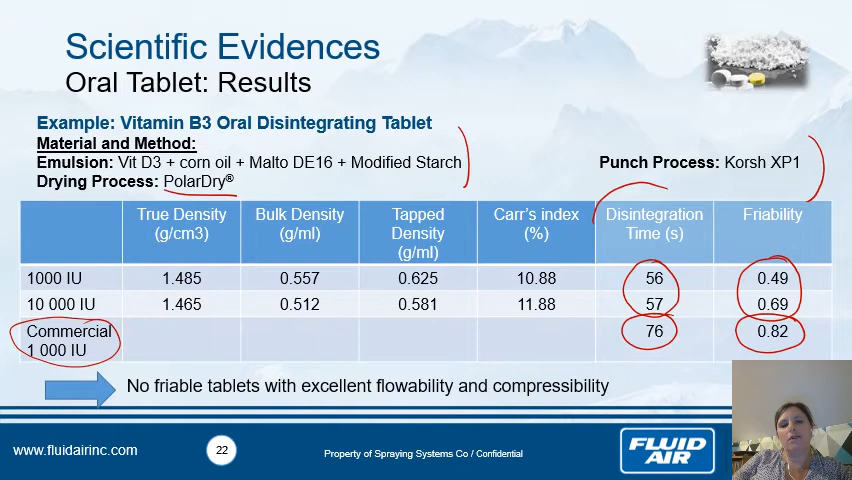 Scientific Evidences
Oral Tablet: Results
Example: Vitamin B3 Oral Disintegrating Tablet
Material and Method:
Emulsion: Vit D3 + corn oil + Malto DE16 + Modified Starch
Punch Process: Korsh XP1
Drying Process: PolarDry®
True Density (g/cm3) Bulk Density (g/ml) Tapped Density (g/ml) Carr's index (%) Disintegration Time (s) Friability
1000 IU 1.485 0.557 0.625 10.88 56 0.49
10 000 IU 1.465 0.512 0.581 11.88 57 0.69
Commercial 1 000 IU 76 0.82
No friable tablets with excellent flowability and compressibility
www.fluidairinc.com 22 Property of Spraying Systems Co / Confidential
FLUID
AIR